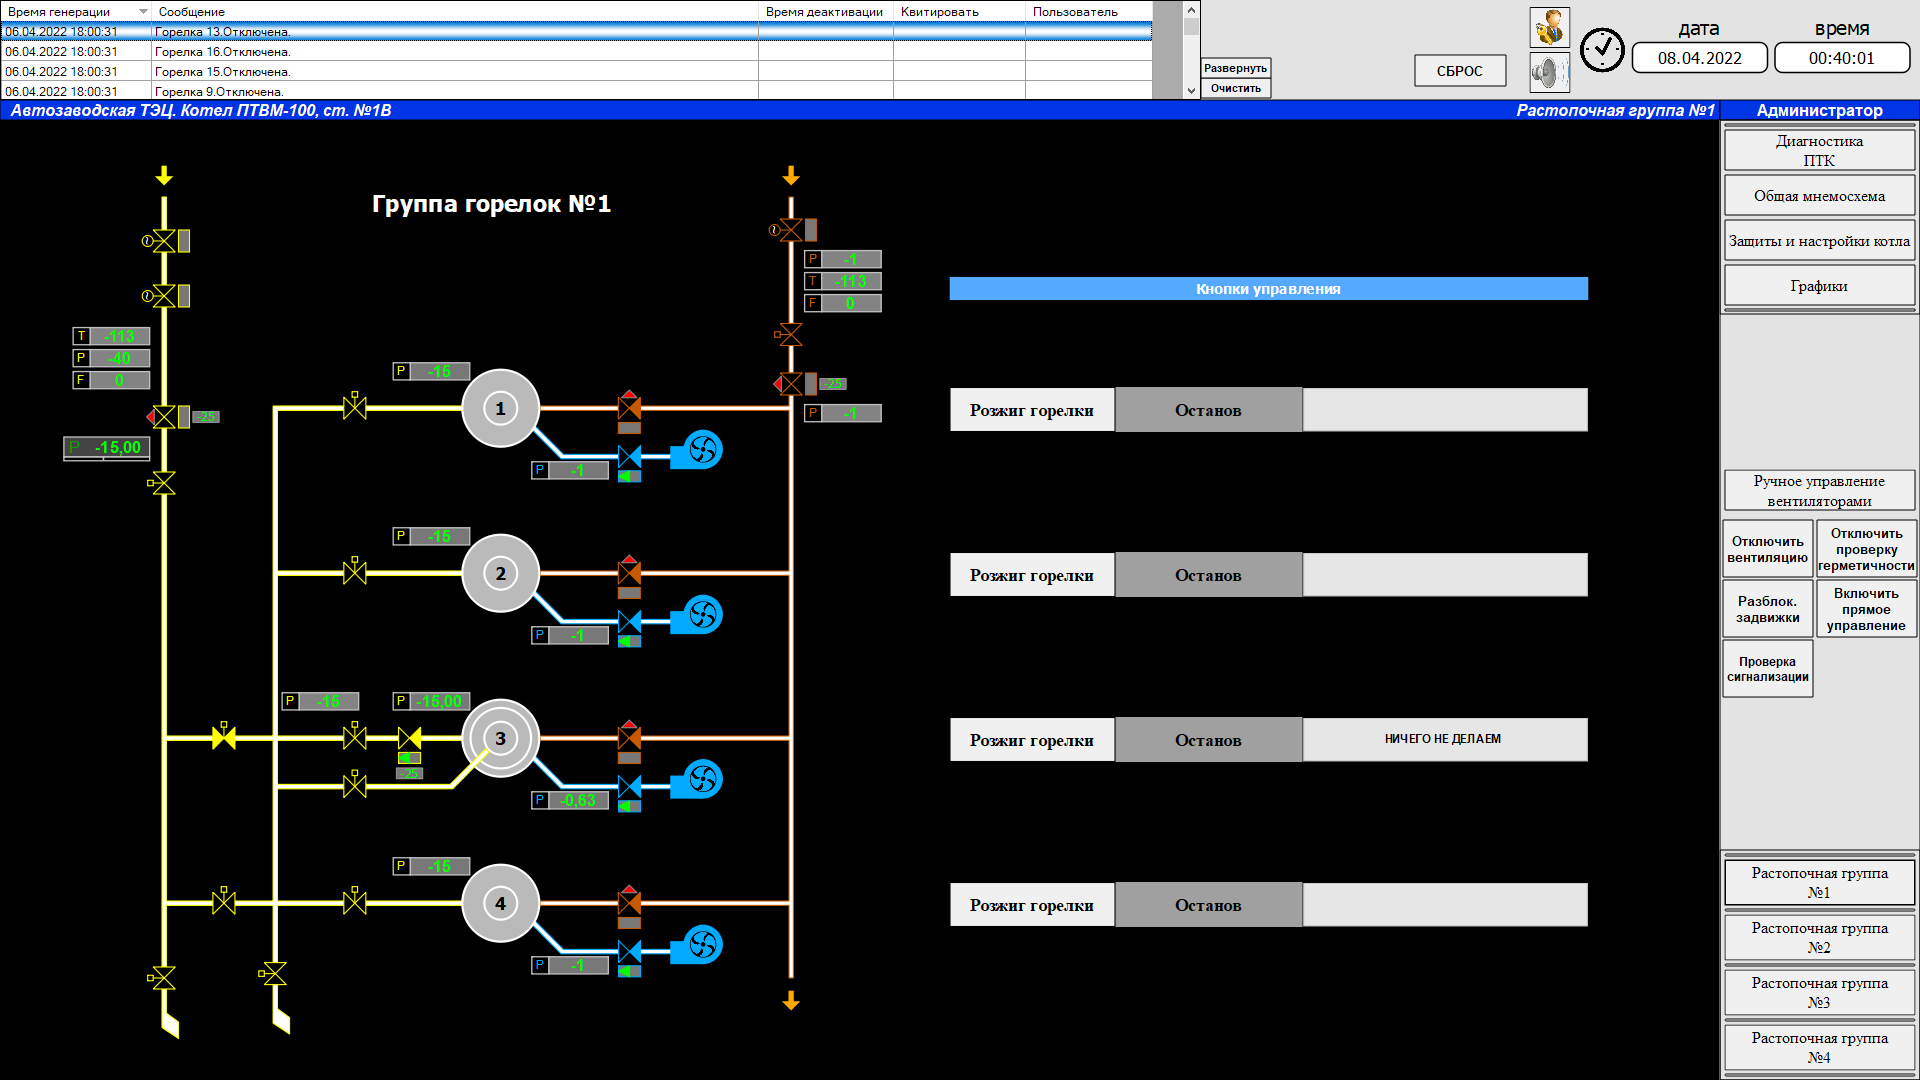 Время генерации Сообщение Время деактивации Квитировать Пользователь
06.04.2022 18:00:31 Горелка 13.Отключена.
06.04.2022 18:00:31 Горелка 16.Отключена.
06.04.2022 18:00:31 Горелка 15.Отключена.
06.04.2022 18:00:31 Горелка 9.Отключена.
Развернуть
Очистить
СБРОС
дата
08.04.2022
время
00:40:01
Автозаводская ТЭЦ. Котел ПТВМ-100, ст. №1В
Растопочная группа №1
Администратор
Группа горелок №1
T -113
P -40
F 0
-25
P -15,00
P -1
T -113
F 0
-25
P -1
P -15
1
P -1
P -15
2
P -1
P -15
P -15,00
-25
3
P -0,63
P -15
4
P -1
Кнопки управления
Розжиг горелки Останов
Розжиг горелки Останов
Розжиг горелки Останов НИЧЕГО НЕ ДЕЛАЕМ
Розжиг горелки Останов
Диагностика
ПТК
Общая мнемосхема
Защиты и настройки котла
Графики
Ручное управление
вентиляторами
Отключить
вентиляцию
Отключить
проверку
герметичности
Разблок.
задвижки
Включить
прямое
управление
Проверка
сигнализации
Растопочная группа
№1
Растопочная группа
№2
Растопочная группа
№3
Растопочная группа
№4